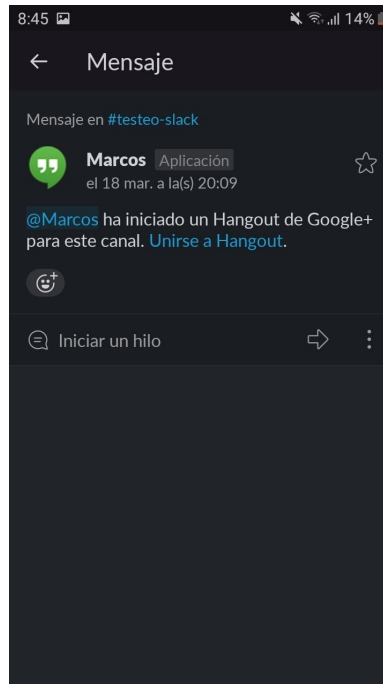 8:45 14%
Mensaje
Mensaje en #testeo-slack
Marcos Aplicación
el 18 mar. a la(s) 20:09
@Marcos ha iniciado un Hangout de Google+
para este canal. Unirse a Hangout.
Iniciar un hilo